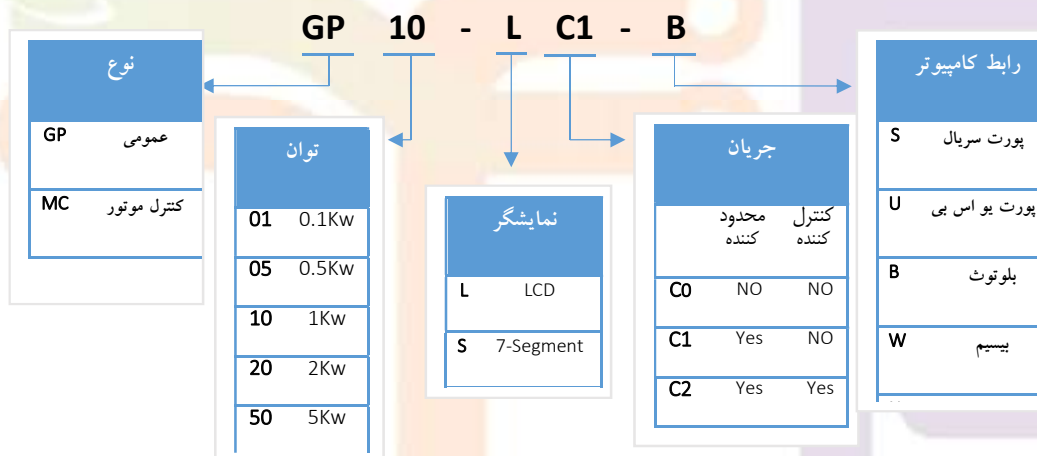 GP 10 - L C1 - B
نوع
GP عمومی
MC کنترل موتور
توان
01 0.1Kw
05 0.5Kw
10 1Kw
20 2Kw
50 5Kw
نمایشگر
L LCD
S 7-Segment
جریان
محدود کننده
کنترل کننده
C0 NO NO
C1 Yes NO
C2 Yes Yes
رابط کامپیوتر
S پورت سریال
U پورت یو اس بی
B بلوتوث
W بیسیم